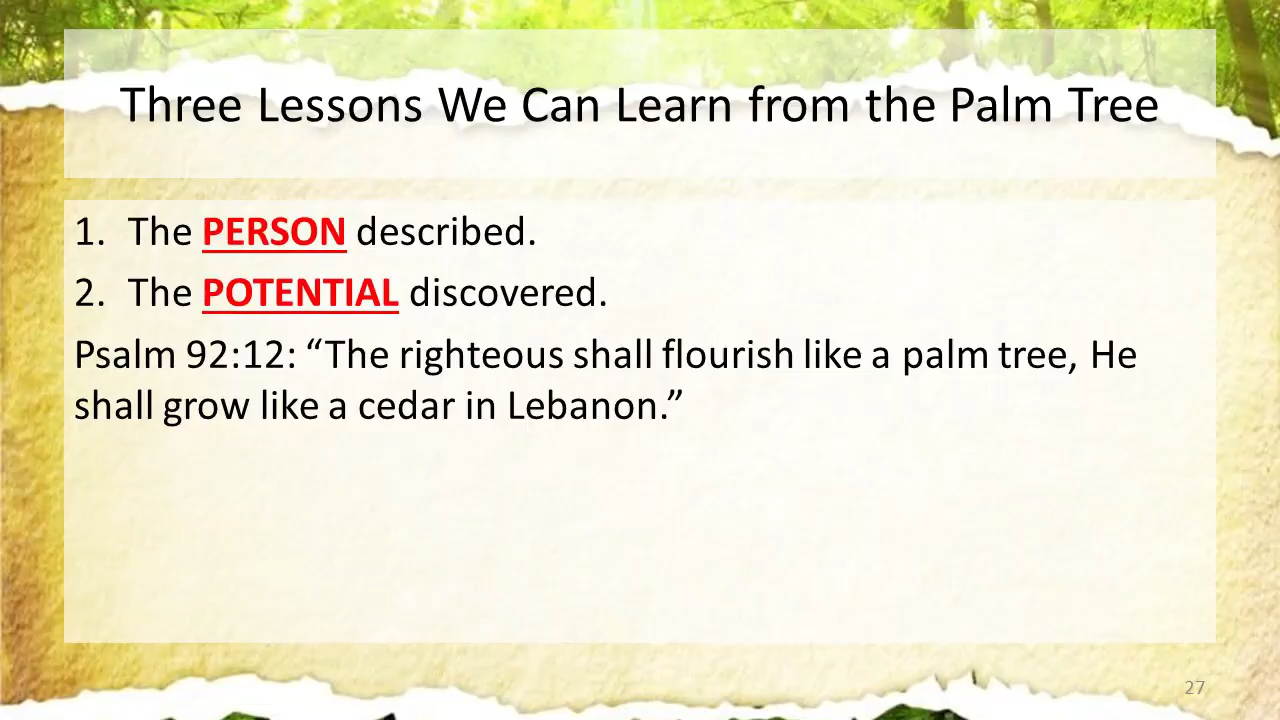 Three Lessons We Can Learn from the Palm Tree
1. The PERSON described.
2. The POTENTIAL discovered.
Psalm 92:12: “The righteous shall flourish like a palm tree, He
shall grow like a cedar in Lebanon.”
27